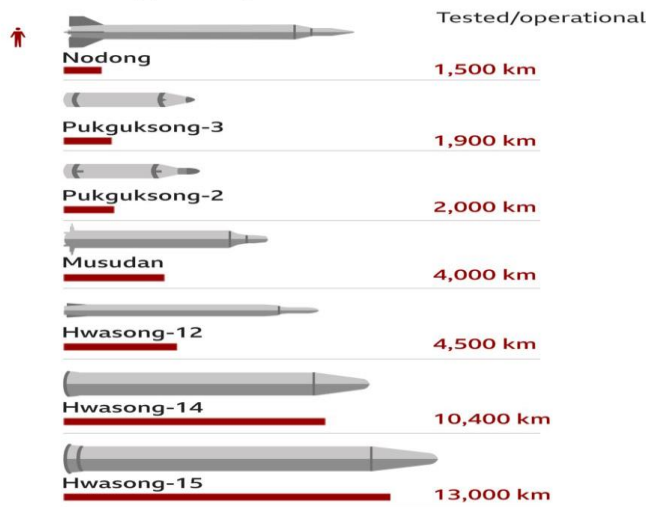 Tested/operational
Nodong
1,500 km
Pukguksong-3
1,900 km
Pukguksong-2
2,000 km
Musudan
4,000 km
Hwasong-12
4,500 km
Hwasong-14
10,400 km
Hwasong-15
13,000 km